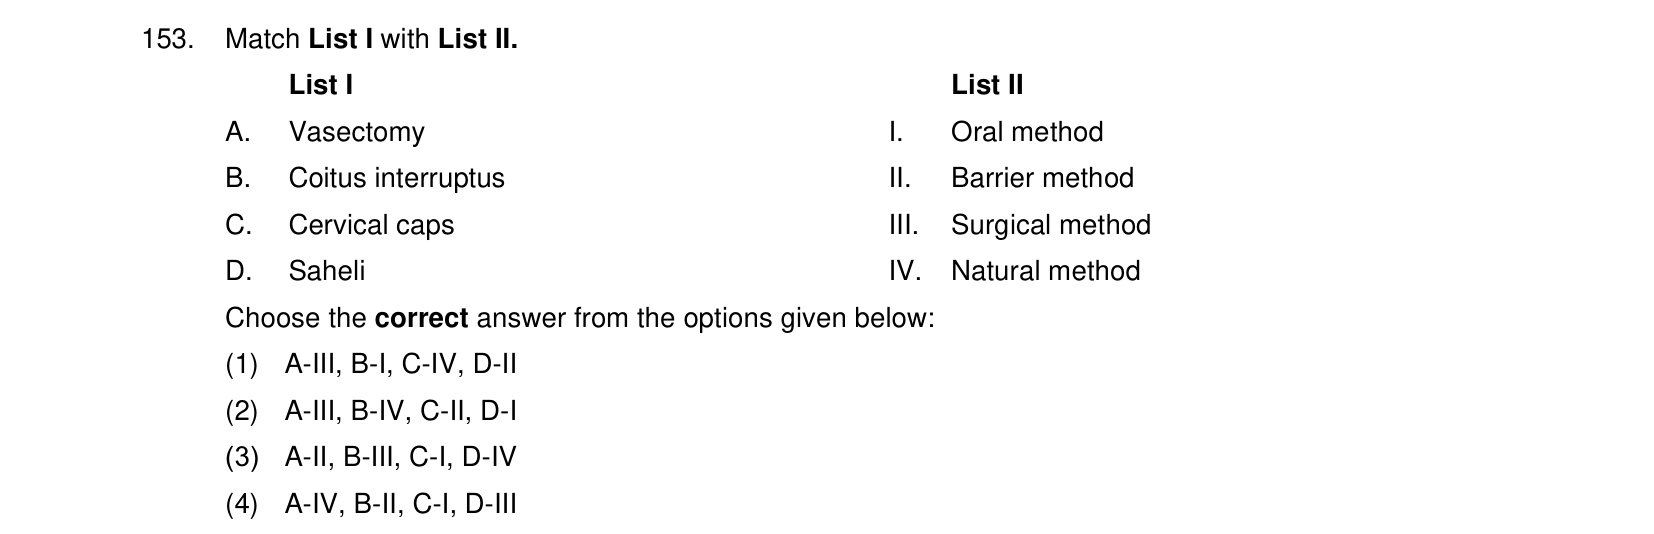 153. Match List I with List II.
List I List II
A. Vasectomy I. Oral method
B. Coitus interruptus II. Barrier method
C. Cervical caps III. Surgical method
D. Saheli IV. Natural method
Choose the correct answer from the options given below:
(1) A-III, B-I, C-IV, D-II
(2) A-III, B-IV, C-II, D-I
(3) A-II, B-III, C-I, D-IV
(4) A-IV, B-II, C-I, D-III